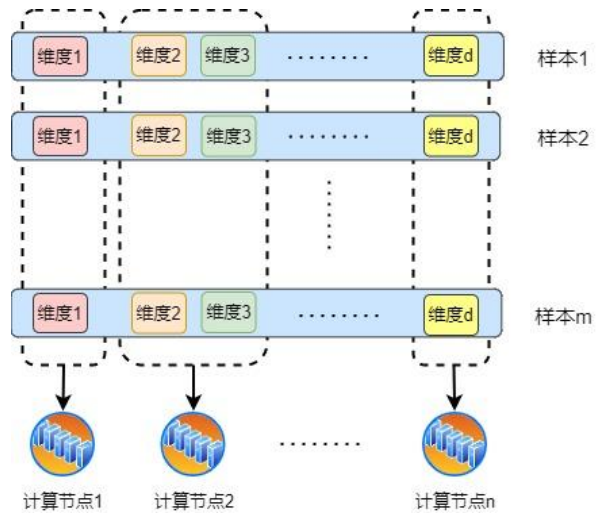 维度1 维度2 维度3 ········ 维度d 样本1
维度1 维度2 维度3 ········ 维度d 样本2
维度1 维度2 维度3 ········ 维度d 样本m
计算节点1 计算节点2 ········ 计算节点n